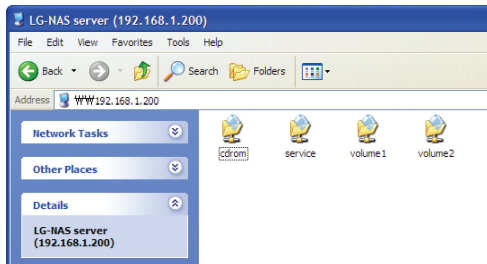 LG-NAS server (192.168.1.200)
File Edit View Favorites Tools Help
Back Search Folders
Address ₩₩192.168.1.200
Network Tasks
Other Places
Details
LG-NAS server
(192.168.1.200)
cdrom service volume1 volume2